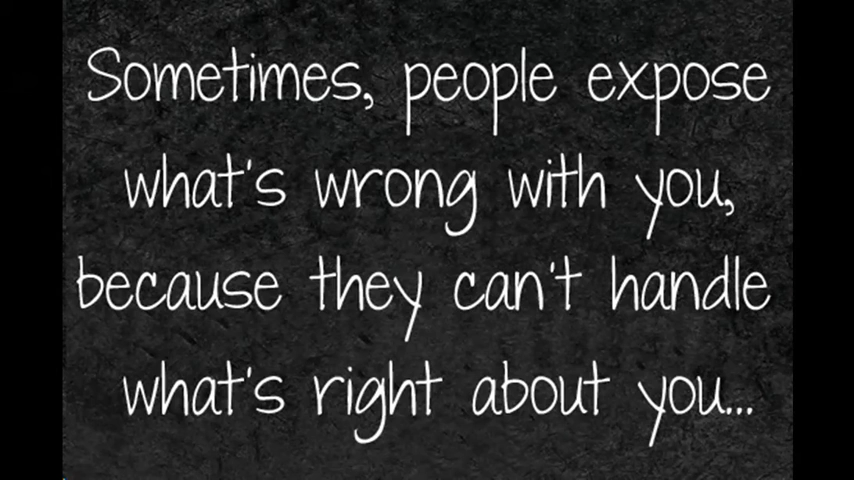 Sometimes, people expose
what's wrong with you,
because they can't handle
what's right about you...